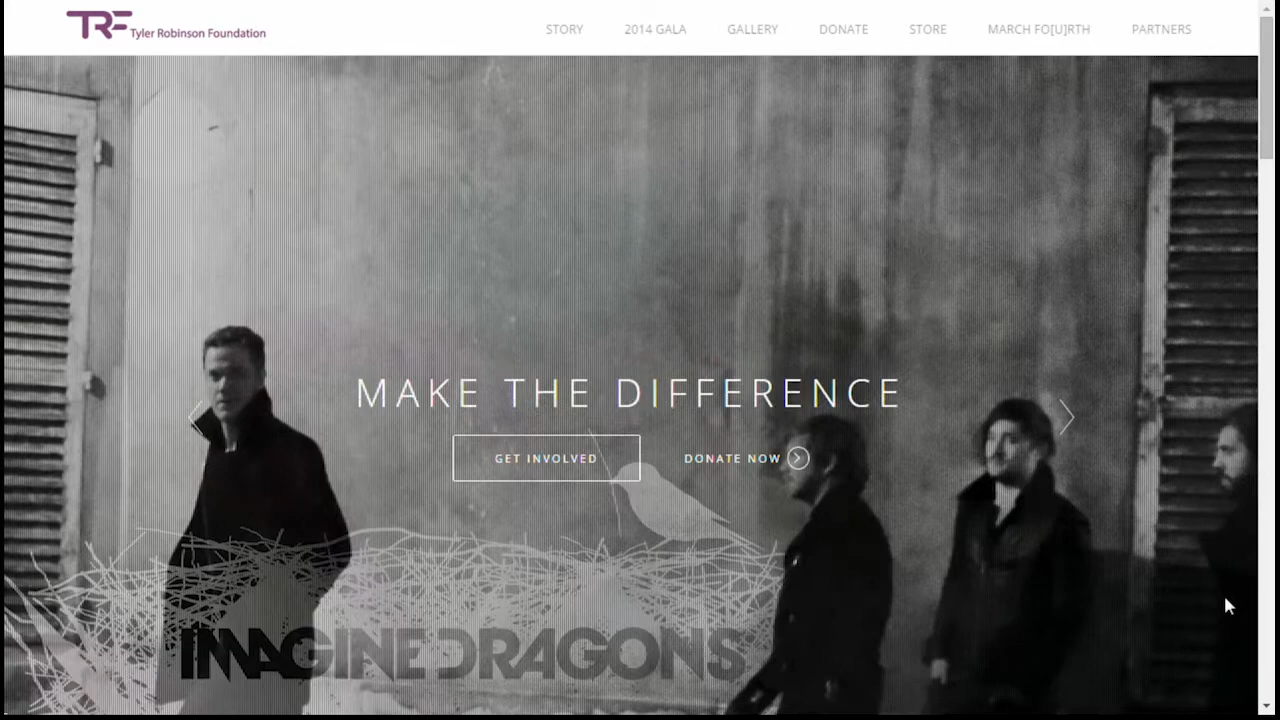 TRF Tyler Robinson Foundation
STORY 2014 GALA GALLERY DONATE STORE MARCH FO[U]RTH PARTNERS
MAKE THE DIFFERENCE
GET INVOLVED DONATE NOW
IMAGINE DRAGONS